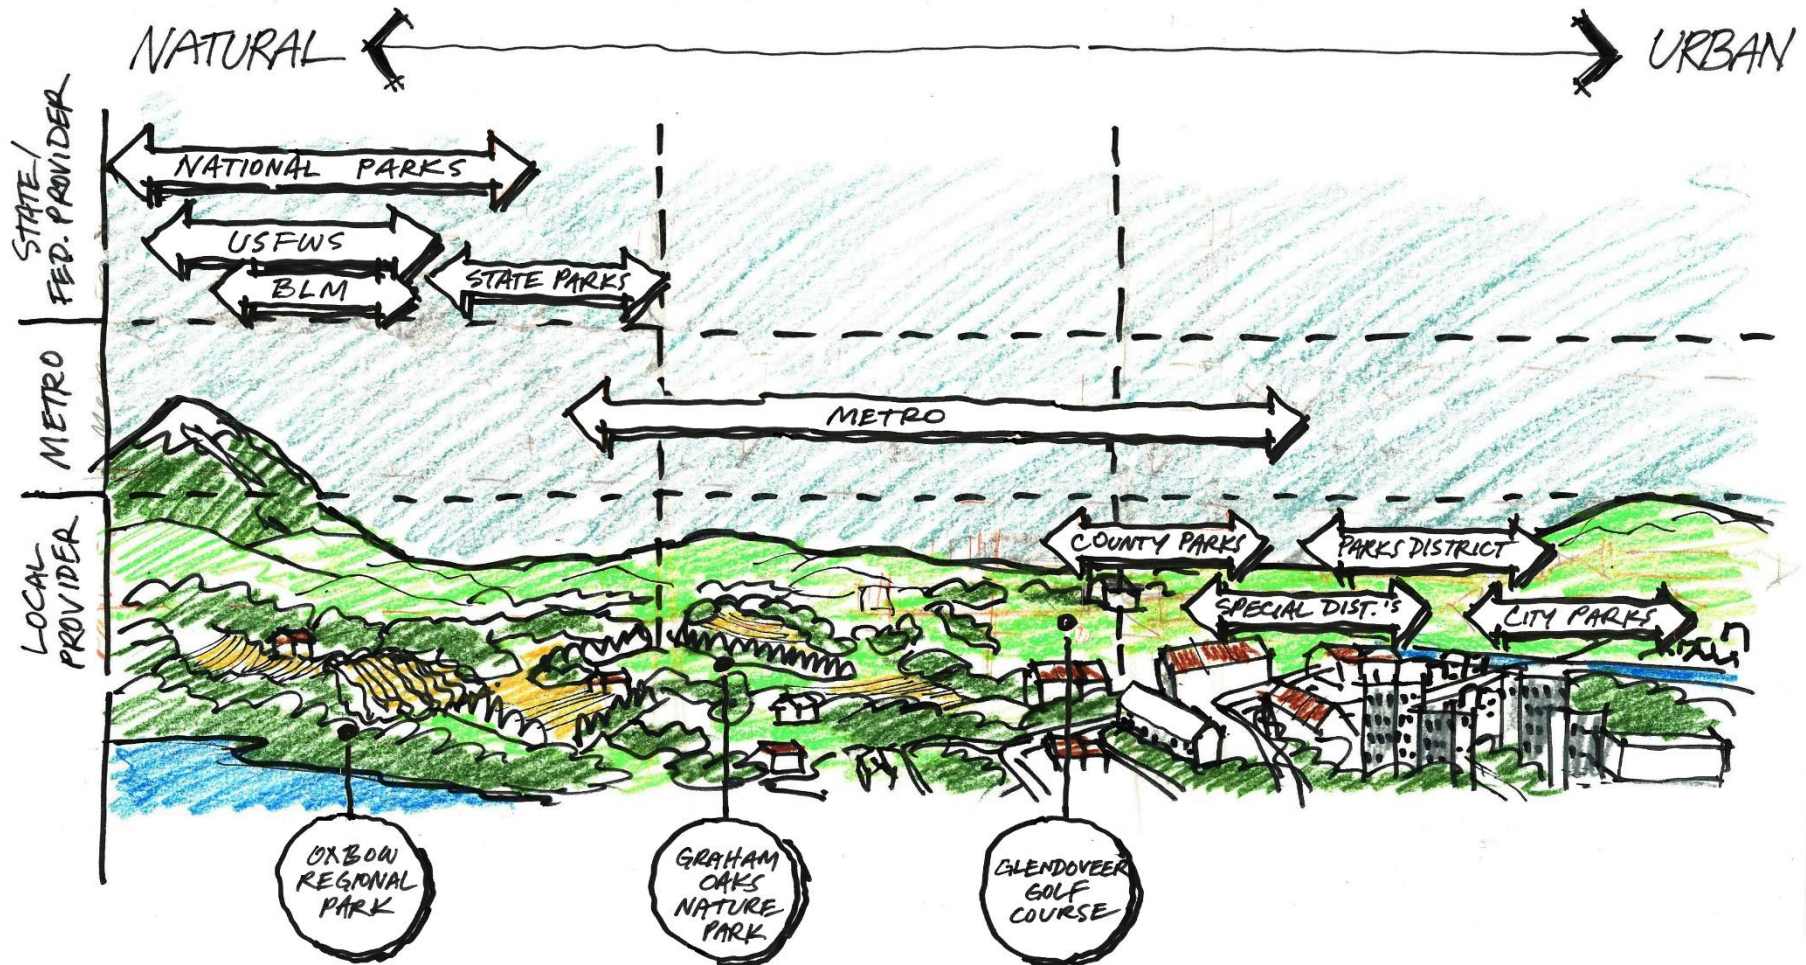 NATURAL
URBAN
STATE/
FED. PROVIDER
NATIONAL PARKS
USFWS
BLM
STATE PARKS
METRO
METRO
LOCAL
PROVIDER
COUNTY PARKS
PARKS DISTRICT
SPECIAL DIST.'S
CITY PARKS
OXBOW
REGIONAL
PARK
GRAHAM
OAKS
NATURE
PARK
GLENDOVEER
GOLF
COURSE